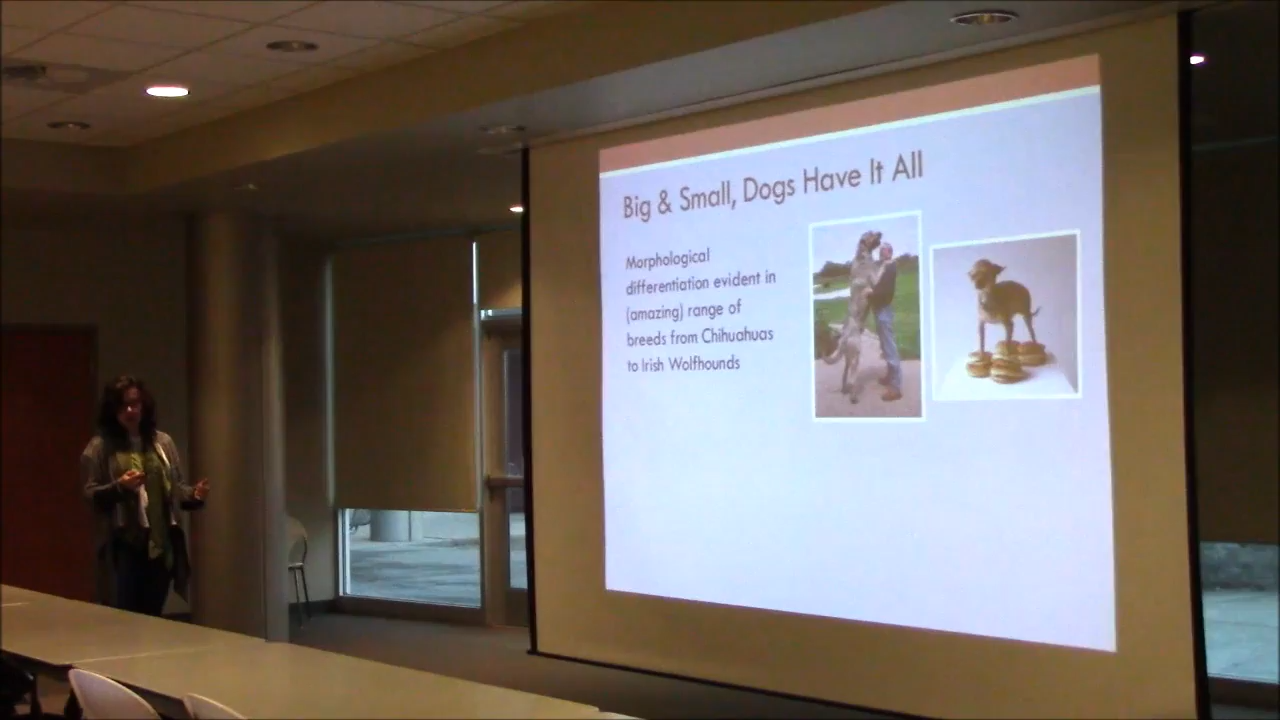 Big & Small, Dogs Have It All
Morphological
differentiation evident in
(amazing) range of
breeds from Chihuahuas
to Irish Wolfhounds